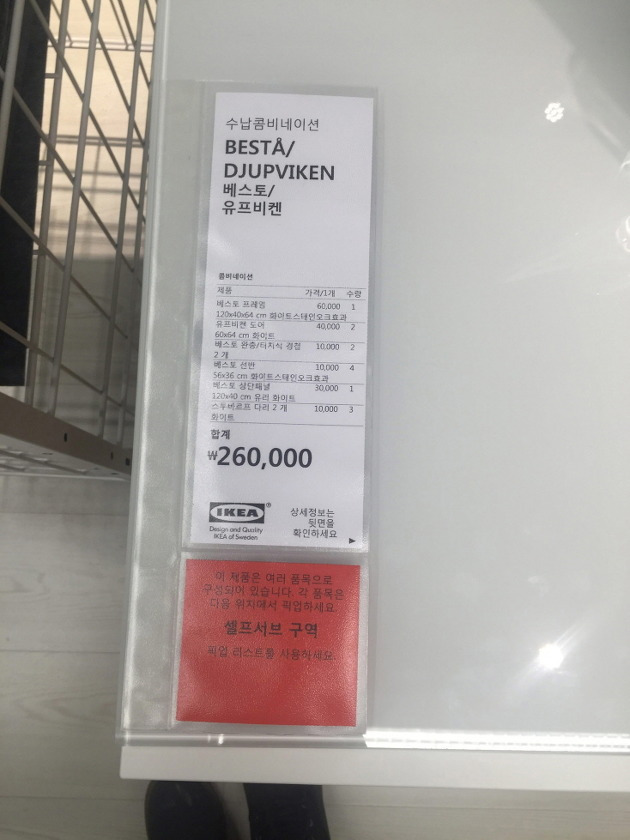 수납콤비네이션
BESTÅ/
DJUPVIKEN
베스토/
유프비켄
콤비네이션
제품 가격/1개 수량
베스토 프레임 60,000 1
120x40x64 cm 화이트스테인오크효과
유프비켄 도어 40,000 2
60x64 cm 화이트
베스토 완충/터치식 경첩 10,000 2
2 개
베스토 선반 10,000 4
56x36 cm 화이트스테인오크효과
베스토 상단패널 30,000 1
120x40 cm 유리 화이트
스투베르프 다리 2 개 10,000 3
화이트
합계
₩260,000
IKEA®
Design and Quality
IKEA of Sweden
상세정보는
뒷면을
확인하세요
▶
이 제품은 여러 품목으로
구성되어 있습니다. 각 품목은
다음 위치에서 픽업하세요.
셀프서브 구역
픽업 리스트를 사용하세요.